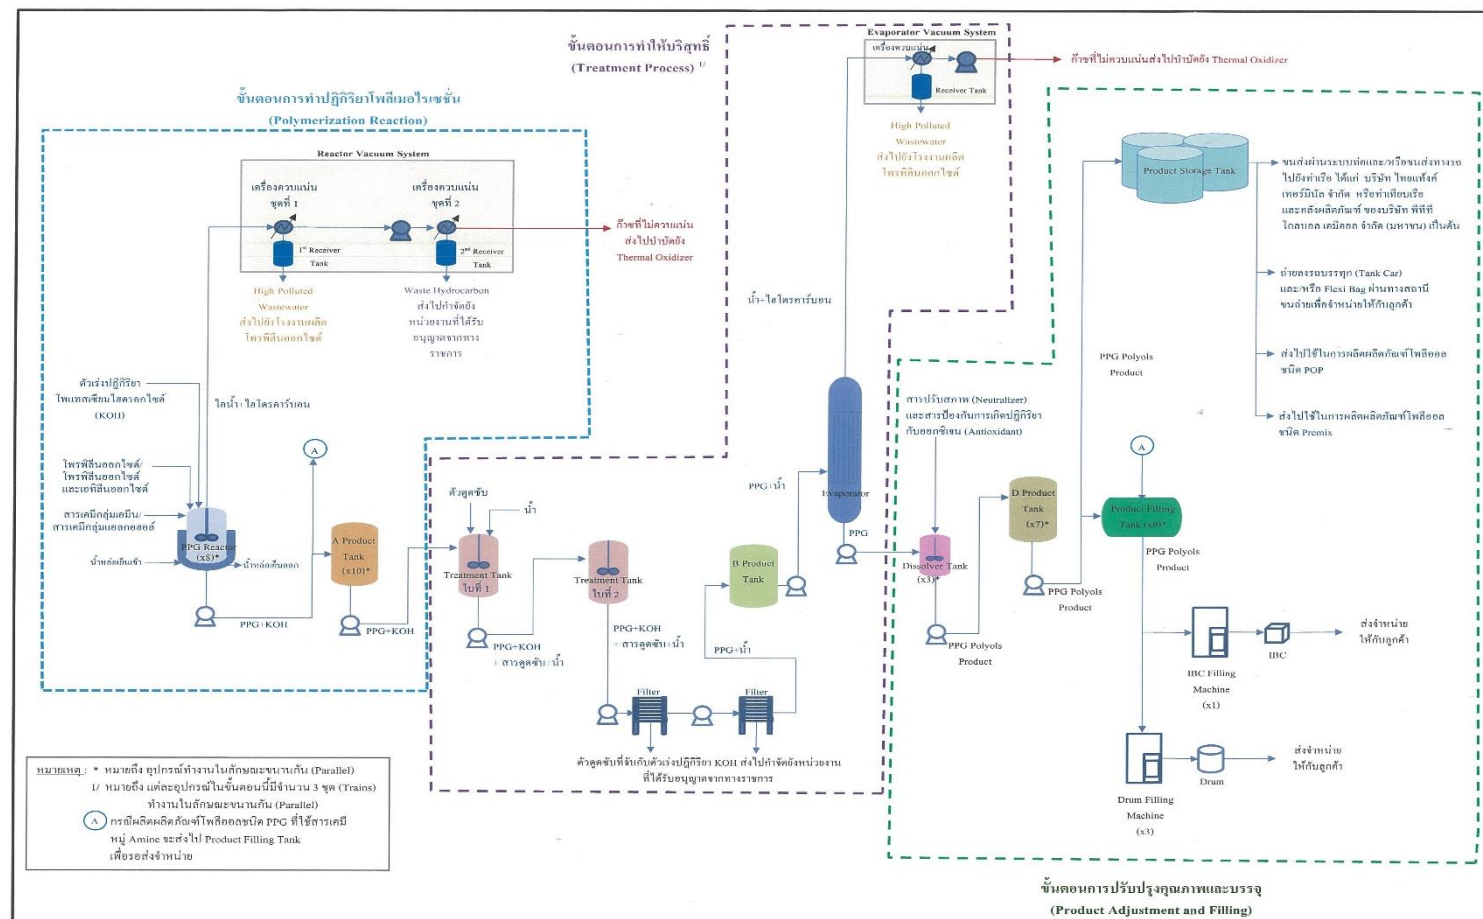 ขั้นตอนการทำปฏิกิริยาโพลีเมอไรเซชั่น
(Polymerization Reaction)
Reactor Vacuum System
เครื่องควบแน่น
ชุดที่ 1
เครื่องควบแน่น
ชุดที่ 2
1st Receiver
Tank
2nd Receiver
Tank
ก๊าซที่ไม่ควบแน่น
ส่งไปบำบัดยัง
Thermal Oxidizer
High Polluted
Wastewater
ส่งไปยังโรงงานผลิต
โพรพิลีนออกไซด์
Waste Hydrocarbon
ส่งไปกำจัดยัง
หน่วยงานที่ได้รับ
อนุญาตจากทาง
ราชการ
ตัวเร่งปฏิกิริยา
โพแทสเซียมไฮดรอกไซด์
(KOH)
ไอน้ำ+ไฮโดรคาร์บอน
A
โพรพิลีนออกไซด์/
โพรพิลีนออกไซด์
และเอทิลีนออกไซด์
สารเคมีกลุ่มเอมีน/
สารเคมีกลุ่มแอลกอฮอล์
น้ำหล่อเย็นเข้า
PPG Reactor
(x8)*
น้ำหล่อเย็นออก
PPG+KOH
A Product
Tank
(x10)*
PPG+KOH
ขั้นตอนการทำให้บริสุทธิ์
(Treatment Process) 1/
Evaporator Vacuum System
เครื่องควบแน่น
Receiver Tank
ก๊าซที่ไม่ควบแน่นส่งไปบำบัดยัง Thermal Oxidizer
High Polluted
Wastewater
ส่งไปยังโรงงานผลิต
โพรพิลีนออกไซด์
น้ำ+ไฮโดรคาร์บอน
ตัวดูดซับ
น้ำ
Treatment Tank
ใบที่ 1
PPG+KOH
+ สารดูดซับ+น้ำ
Treatment Tank
ใบที่ 2
PPG+KOH
+ สารดูดซับ+น้ำ
Filter
Filter
PPG+น้ำ
B Product
Tank
PPG+น้ำ
Evaporator
PPG
ตัวดูดซับที่จับกับตัวเร่งปฏิกิริยา KOH ส่งไปกำจัดยังหน่วยงาน
ที่ได้รับอนุญาตจากทางราชการ
สารปรับสภาพ (Neutralizer)
และสารป้องกันการเกิดปฏิกิริยา
กับออกซิเจน (Antioxidant)
Dissolver Tank
(x3)*
PPG Polyols
Product
D Product
Tank
(x7)*
PPG Polyols
Product
PPG Polyols
Product
Product Storage Tank
ขนส่งผ่านระบบท่อและ/หรือขนส่งทางรถ
ไปยังท่าเรือ ได้แก่ บริษัท ไทยแท้งค์
เทอร์มินัล จำกัด หรือท่าเทียบเรือ
และคลังผลิตภัณฑ์ ของบริษัท พีทีที
โกลบอล เคมิคอล จำกัด (มหาชน) เป็นต้น
ถ่ายลงรถบรรทุก (Tank Car)
และ/หรือ Flexi Bag ผ่านทางสถานี
ขนถ่ายเพื่อจำหน่ายให้กับลูกค้า
ส่งไปใช้ในการผลิตผลิตภัณฑ์โพลีออล
ชนิด POP
ส่งไปใช้ในการผลิตผลิตภัณฑ์โพลีออล
ชนิด Premix
A
Product Filling
Tank (x9)*
PPG Polyols
Product
IBC Filling
Machine
(x1)
IBC
ส่งจำหน่าย
ให้กับลูกค้า
Drum Filling
Machine
(x3)
Drum
ส่งจำหน่าย
ให้กับลูกค้า
ขั้นตอนการปรับปรุงคุณภาพและบรรจุ
(Product Adjustment and Filling)
หมายเหตุ : * หมายถึง อุปกรณ์ทำงานในลักษณะขนานกัน (Parallel)
1/ หมายถึง แต่ละอุปกรณ์ในขั้นตอนนี้มีจำนวน 3 ชุด (Trains)
ทำงานในลักษณะขนานกัน (Parallel)
A กรณีผลิตผลิตภัณฑ์โพลีออลชนิด PPG ที่ใช้สารเคมี
หมู่ Amine จะส่งไป Product Filling Tank
เพื่อรอส่งจำหน่าย